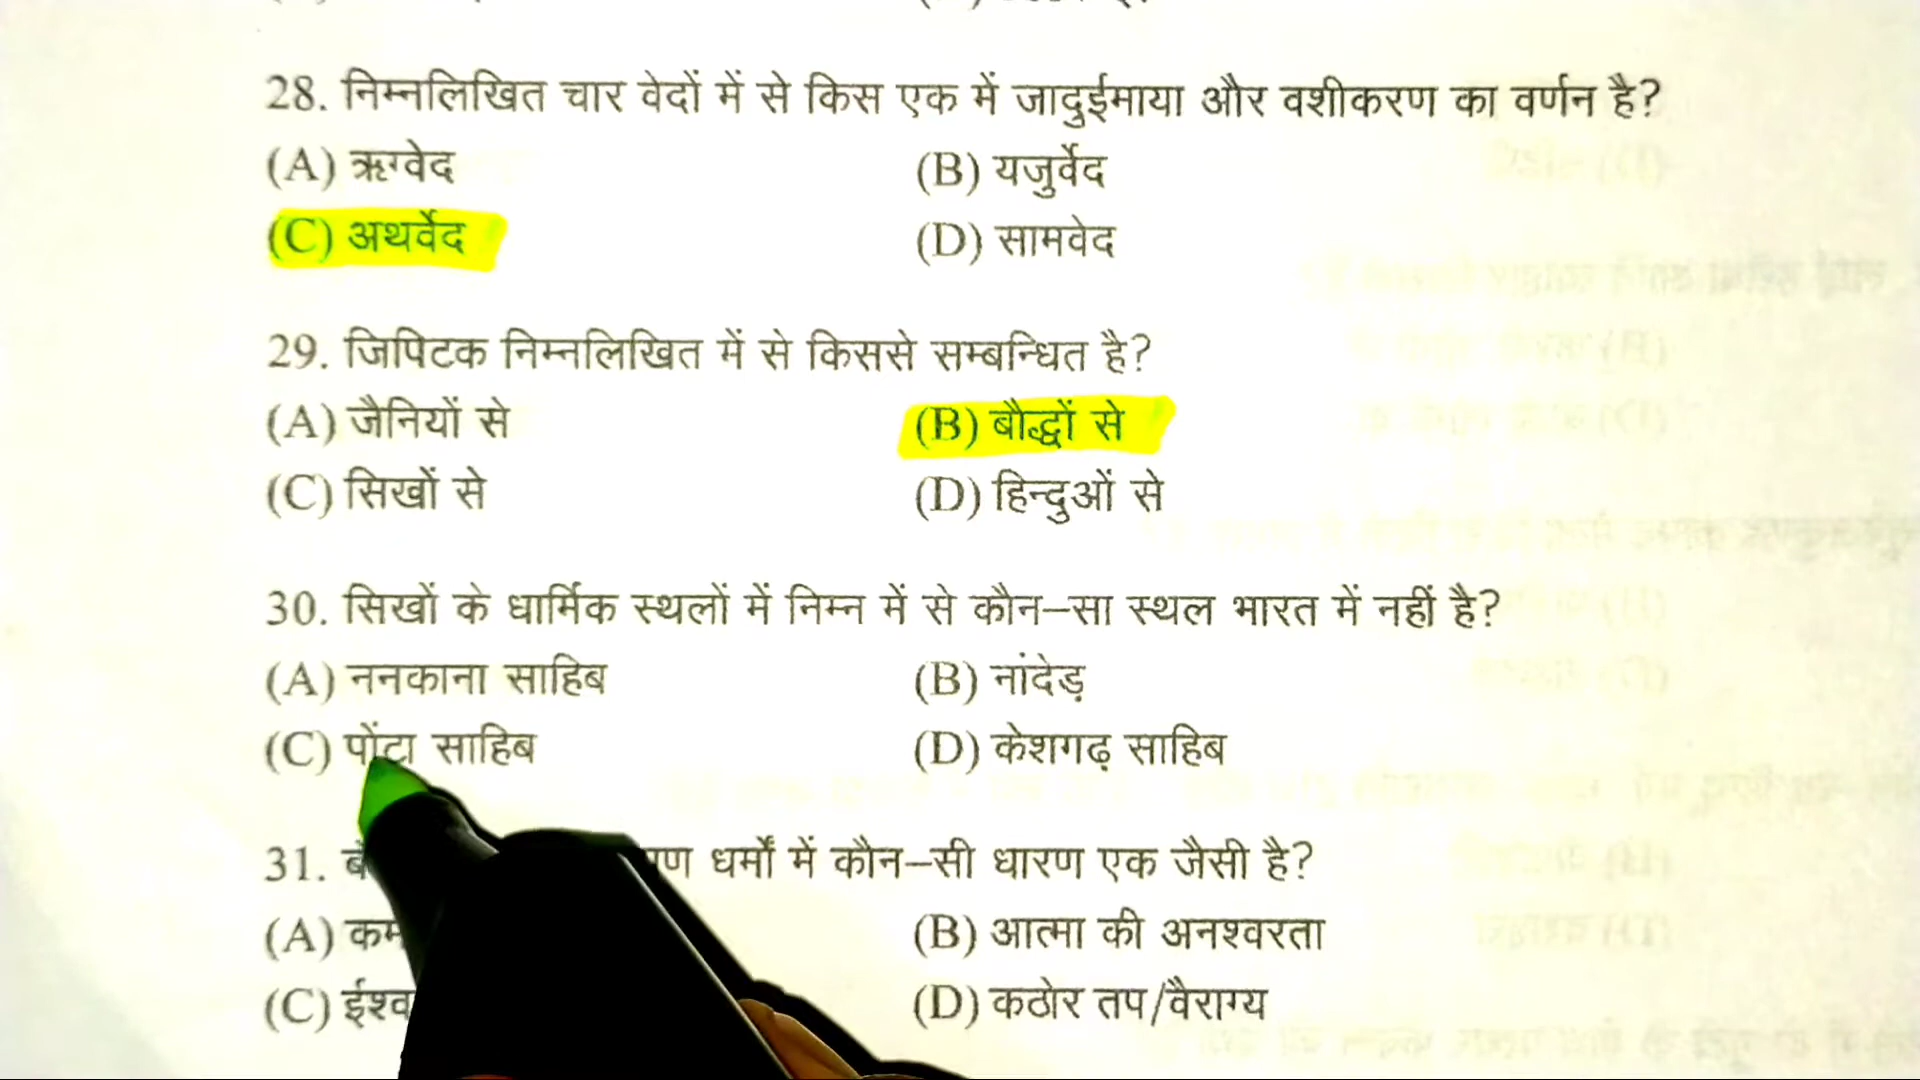 28. निम्नलिखित चार वेदों में से किस एक में जादुईमाया और वशीकरण का वर्णन है?
(A) ऋग्वेद (B) यजुर्वेद
(C) अथर्वेद (D) सामवेद
29. जिपिटक निम्नलिखित में से किससे सम्बन्धित है?
(A) जैनियों से (B) बौद्धों से
(C) सिखों से (D) हिन्दुओं से
30. सिखों के धार्मिक स्थलों में निम्न में से कौन–सा स्थल भारत में नहीं है?
(A) ननकाना साहिब (B) नांदेड़
(C) पोंटा साहिब (D) केशगढ़ साहिब
31. धर्मों में कौन–सी धारण एक जैसी है?
(A) (B) आत्मा की अनश्वरता
(C) (D) कठोर तप/वैराग्य